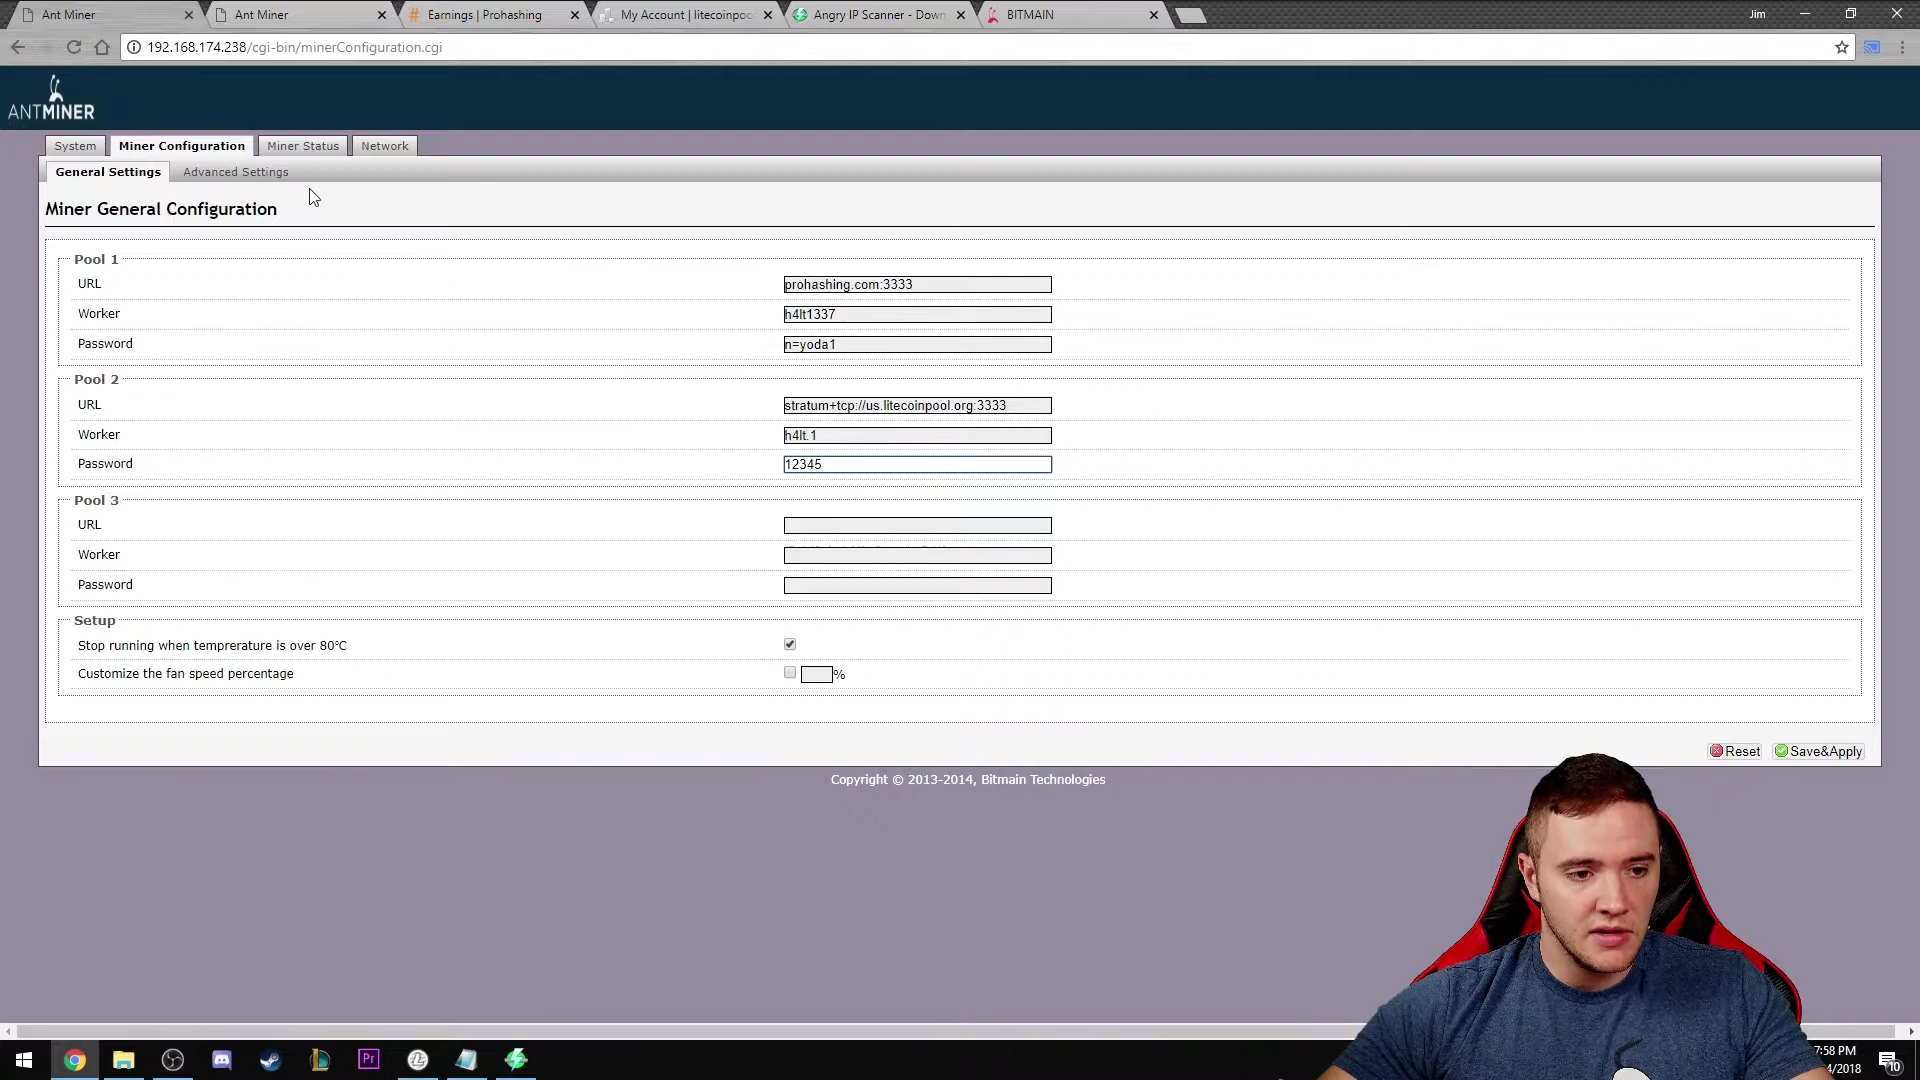 Ant Miner
Ant Miner
Earnings | Prohashing
My Account | litecoinpoo
Angry IP Scanner - Down
BITMAIN
Jim
192.168.174.238/cgi-bin/minerConfiguration.cgi
ANTMINER
System
Miner Configuration
Miner Status
Network
General Settings
Advanced Settings
Miner General Configuration
Pool 1
URL
prohashing.com:3333
Worker
h4lt1337
Password
n=yoda1
Pool 2
URL
stratum+tcp://us.litecoinpool.org:3333
Worker
h4lt.1
Password
12345
Pool 3
URL
Worker
Password
Setup
Stop running when temprerature is over 80℃
Customize the fan speed percentage
%
Reset
Save&Apply
Copyright © 2013-2014, Bitmain Technologies
Pr
7:58 PM
4/2018
10